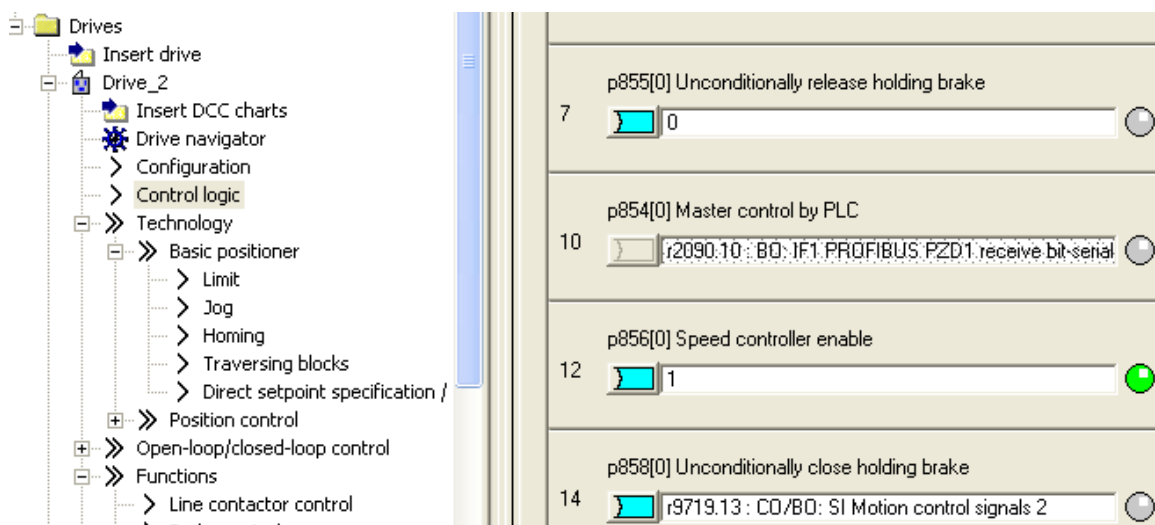 Drives
Insert drive
Drive_2
Insert DCC charts
Drive navigator
Configuration
Control logic
Technology
Basic positioner
Limit
Jog
Homing
Traversing blocks
Direct setpoint specification /
Position control
Open-loop/closed-loop control
Functions
Line contactor control
p855[0] Unconditionally release holding brake
7
0
p854[0] Master control by PLC
10
r2090.10 : BO: IF1 PROFIBUS PZD1 receive bit-serial
p856[0] Speed controller enable
12
1
p858[0] Unconditionally close holding brake
14
r9719.13 : CO/BO: SI Motion control signals 2